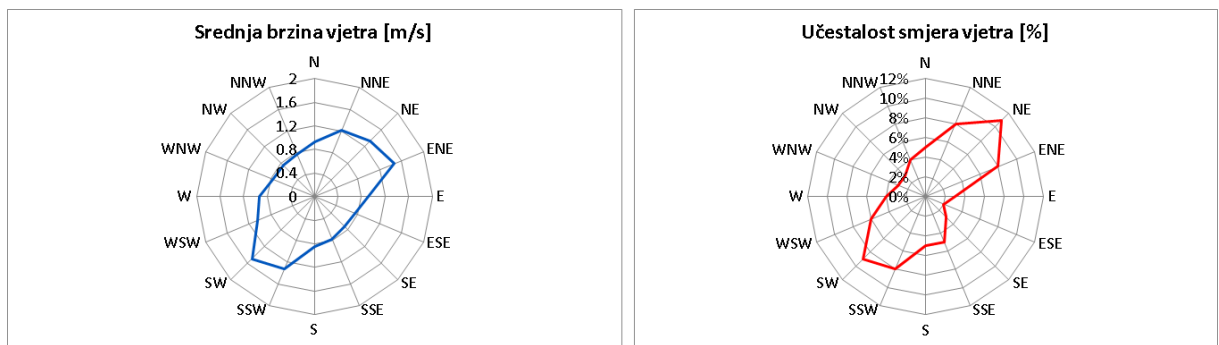 Srednja brzina vjetra [m/s]
N
NNE
NE
ENE
E
ESE
SE
SSE
S
SSW
SW
WSW
W
WNW
NW
NNW
2
1.6
1.2
0.8
0.4
0
Učestalost smjera vjetra [%]
N
NNE
NE
ENE
E
ESE
SE
SSE
S
SSW
SW
WSW
W
WNW
NW
NNW
12%
10%
8%
6%
4%
2%
0%